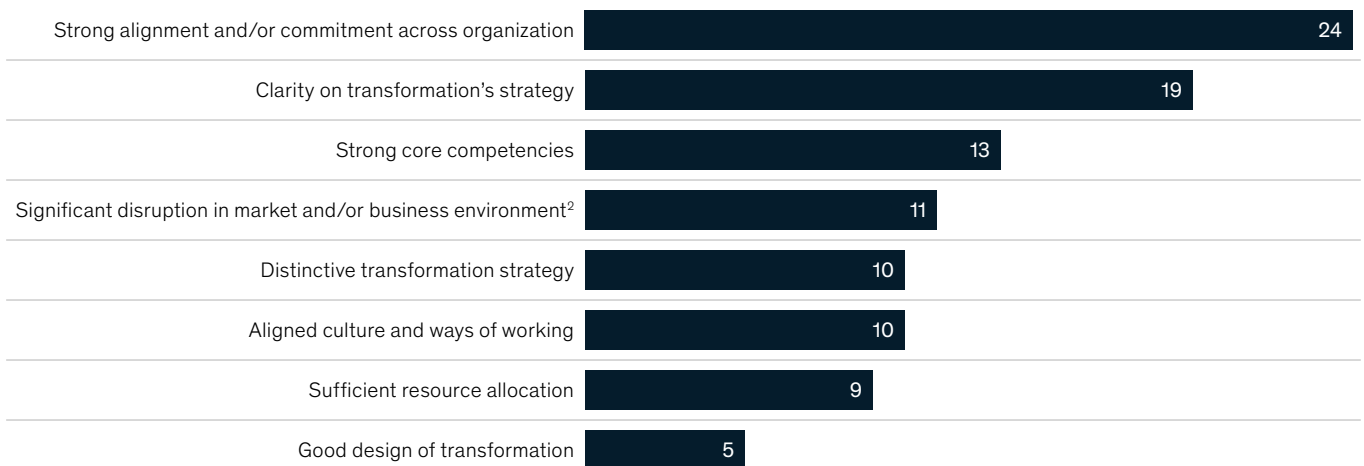 Strong alignment and/or commitment across organization 24
Clarity on transformation’s strategy 19
Strong core competencies 13
Significant disruption in market and/or business environment² 11
Distinctive transformation strategy 10
Aligned culture and ways of working 10
Sufficient resource allocation 9
Good design of transformation 5